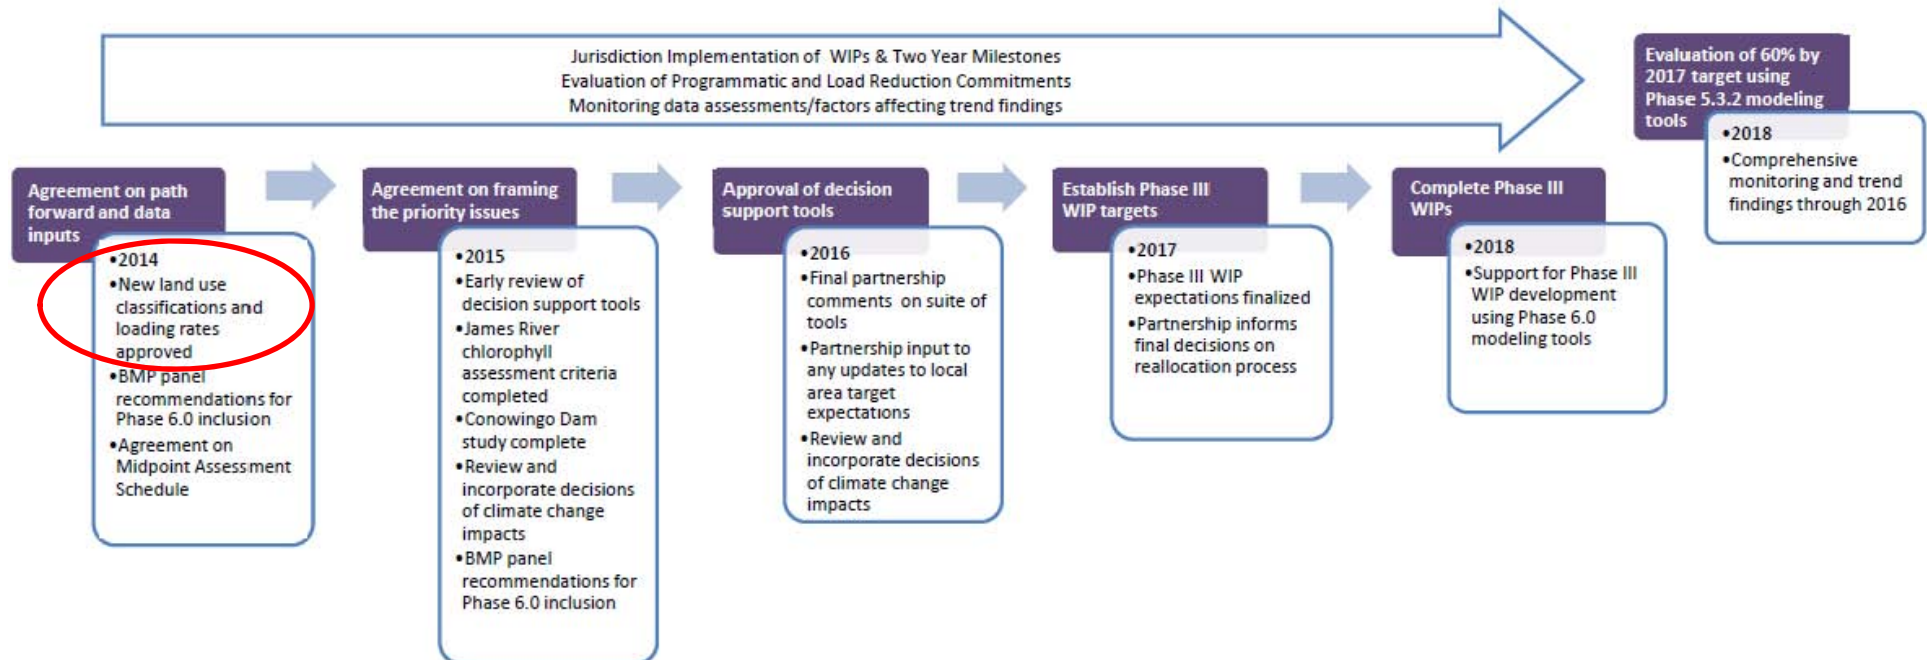 Jurisdiction Implementation of WIPs & Two Year Milestones
Evaluation of Programmatic and Load Reduction Commitments
Monitoring data assessments/factors affecting trend findings
Evaluation of 60% by
2017 target using
Phase 5.3.2 modeling
tools
•2018
•Comprehensive
monitoring and trend
findings through 2016
Agreement on path
forward and data
inputs
•2014
•New land use
classifications and
loading rates
approved
•BMP panel
recommendations for
Phase 6.0 inclusion
•Agreement on
Midpoint Assessment
Schedule
Agreement on framing
the priority issues
•2015
•Early review of
decision support tools
•James River
chlorophyll
assessment criteria
completed
•Conowingo Dam
study complete
•Review and
incorporate decisions
of climate change
impacts
•BMP panel
recommendations for
Phase 6.0 inclusion
Approval of decision
support tools
•2016
•Final partnership
comments on suite of
tools
•Partnership input to
any updates to local
area target
expectations
•Review and
incorporate decisions
of climate change
impacts
Establish Phase III
WIP targets
•2017
•Phase III WIP
expectations finalized
•Partnership informs
final decisions on
reallocation process
Complete Phase III
WIPs
•2018
•Support for Phase III
WIP development
using Phase 6.0
modeling tools